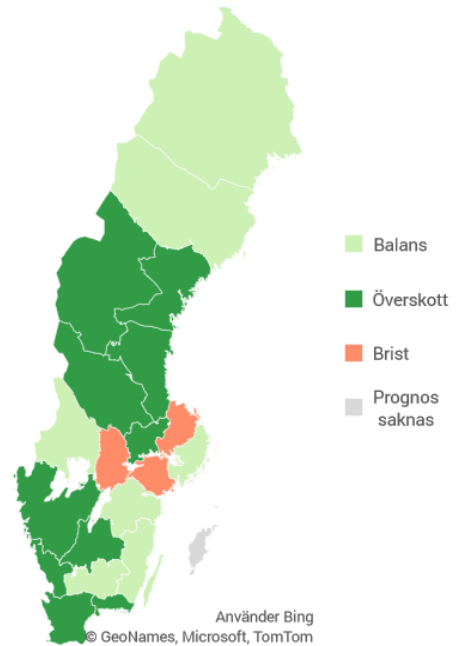 Balans
Överskott
Brist
Prognos
saknas
Använder Bing
© GeoNames, Microsoft, TomTom